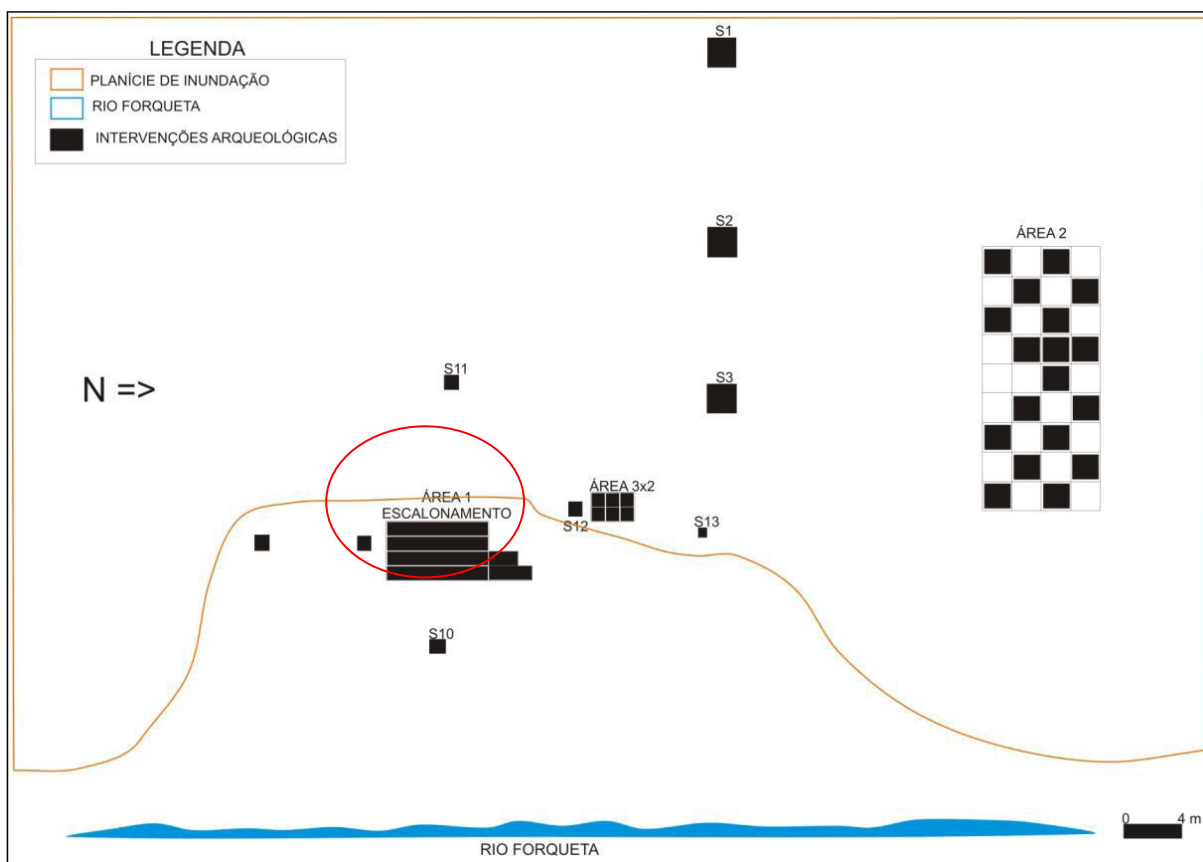 LEGENDA
PLANÍCIE DE INUNDAÇÃO
RIO FORQUETA
INTERVENÇÕES ARQUEOLÓGICAS
S1
S2
ÁREA 2
N =>
S11
S3
ÁREA 1
ESCALONAMENTO
ÁREA 3x2
S12
S13
S10
0 4 m
RIO FORQUETA